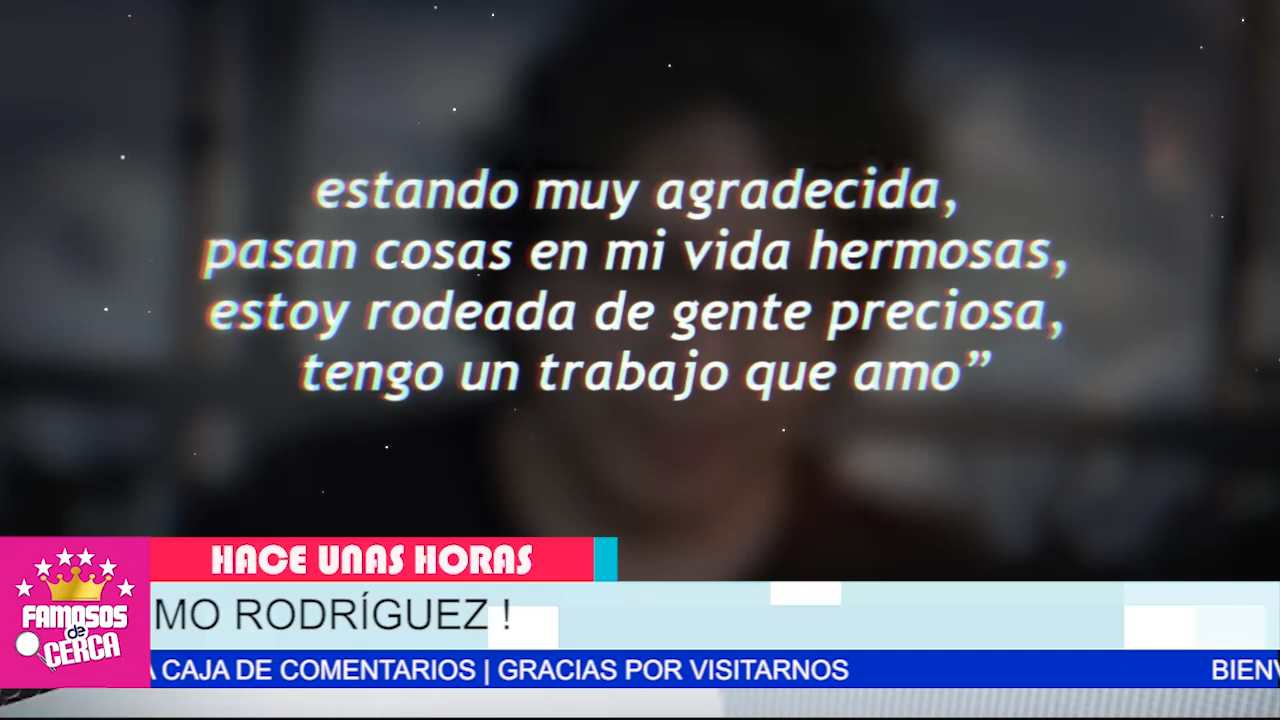 estando muy agradecida,
pasan cosas en mi vida hermosas,
estoy rodeada de gente preciosa,
tengo un trabajo que amo”
HACE UNAS HORAS
MO RODRÍGUEZ !
FAMOSOS
de
CERCA
A CAJA DE COMENTARIOS | GRACIAS POR VISITARNOS
BIENV